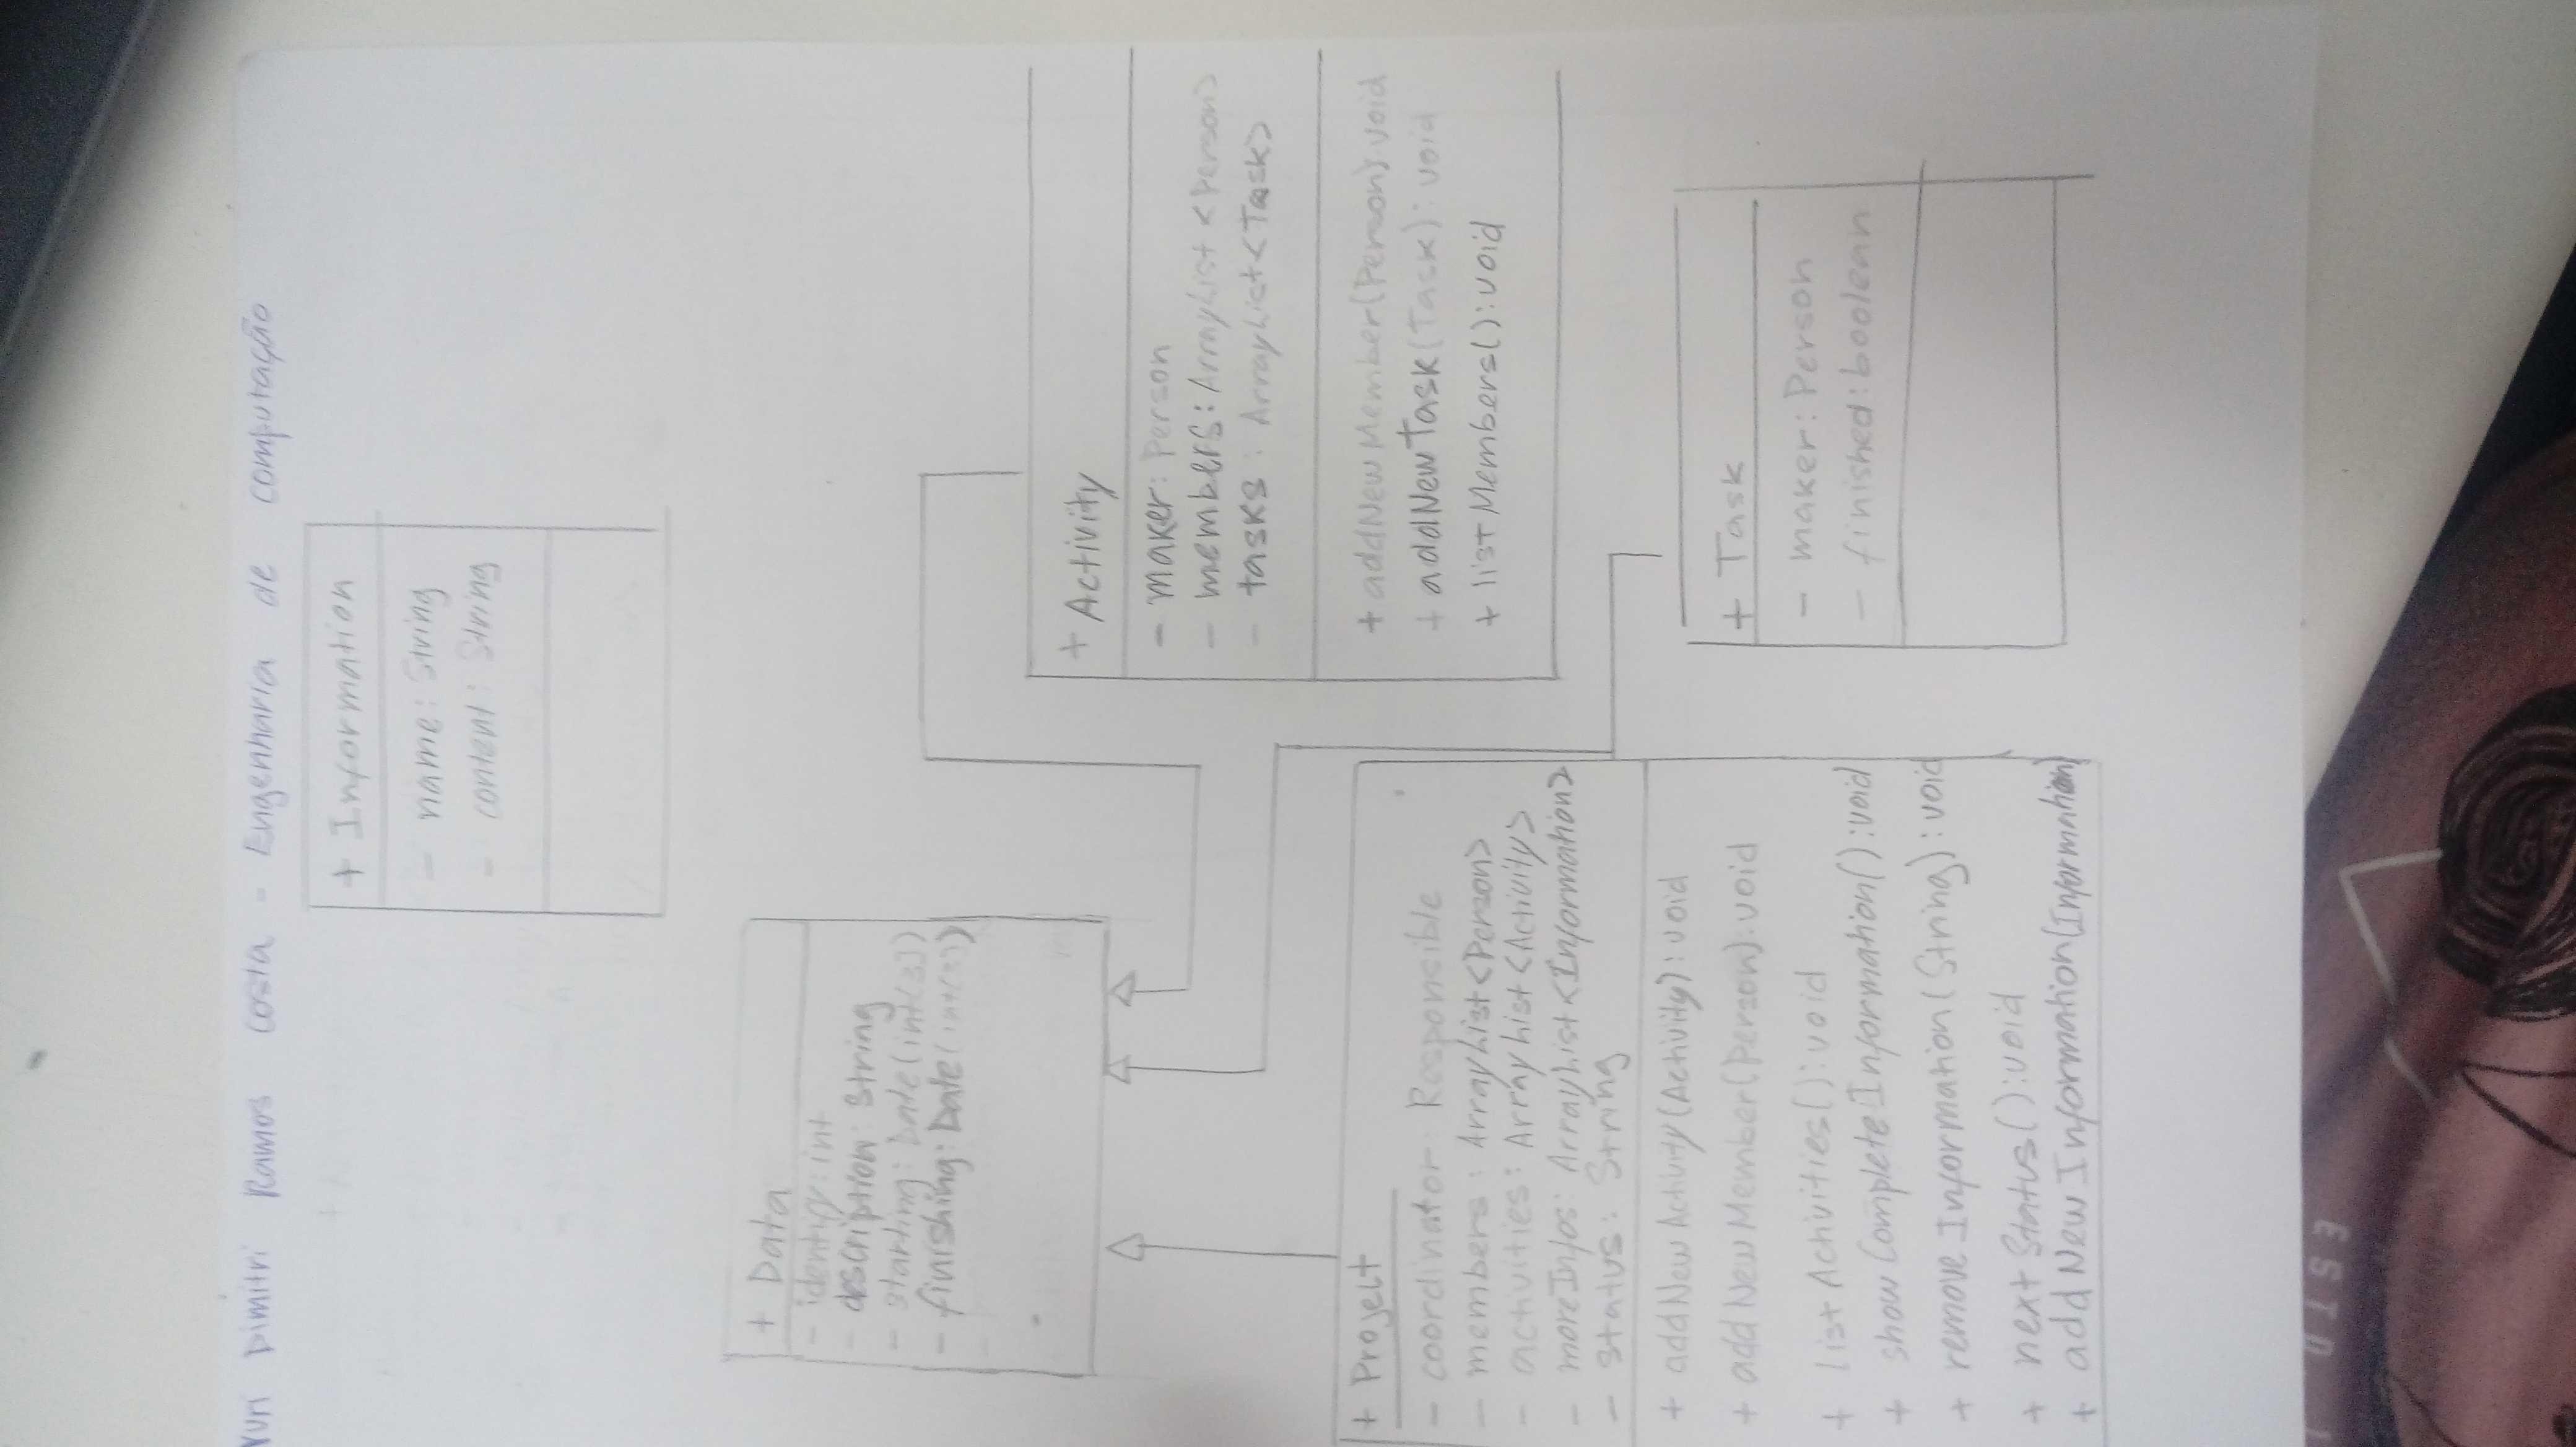 Yuri Dimitri Ramos Costa - Engenharia de computação
+ Information
- name: String
- content: String
+ Data
- identify: int
- description: String
- starting: Date(int[3])
- finishing: Date(int[3])
-
+ Activity
- maker: Person
- members: ArrayList <Person>
- tasks : ArrayList<Task>
+ addNewMember(Person): void
+ addNewTask(Task): void
+ listMembers(): void
+ Project
- coordinator: Responsible
- members: ArrayList<Person>
- activities: ArrayList<Activity>
- moreInfos: ArrayList<Information>
- status: String
+ addNewActivity(Activity): void
+ addNewMember(Person): void
+ listActivities(): void
+ showCompleteInformation(): void
+ removeInformation(String): void
+ nextStatus(): void
+ addNewInformation(Information)
+ Task
- maker: Person
- finished: boolean